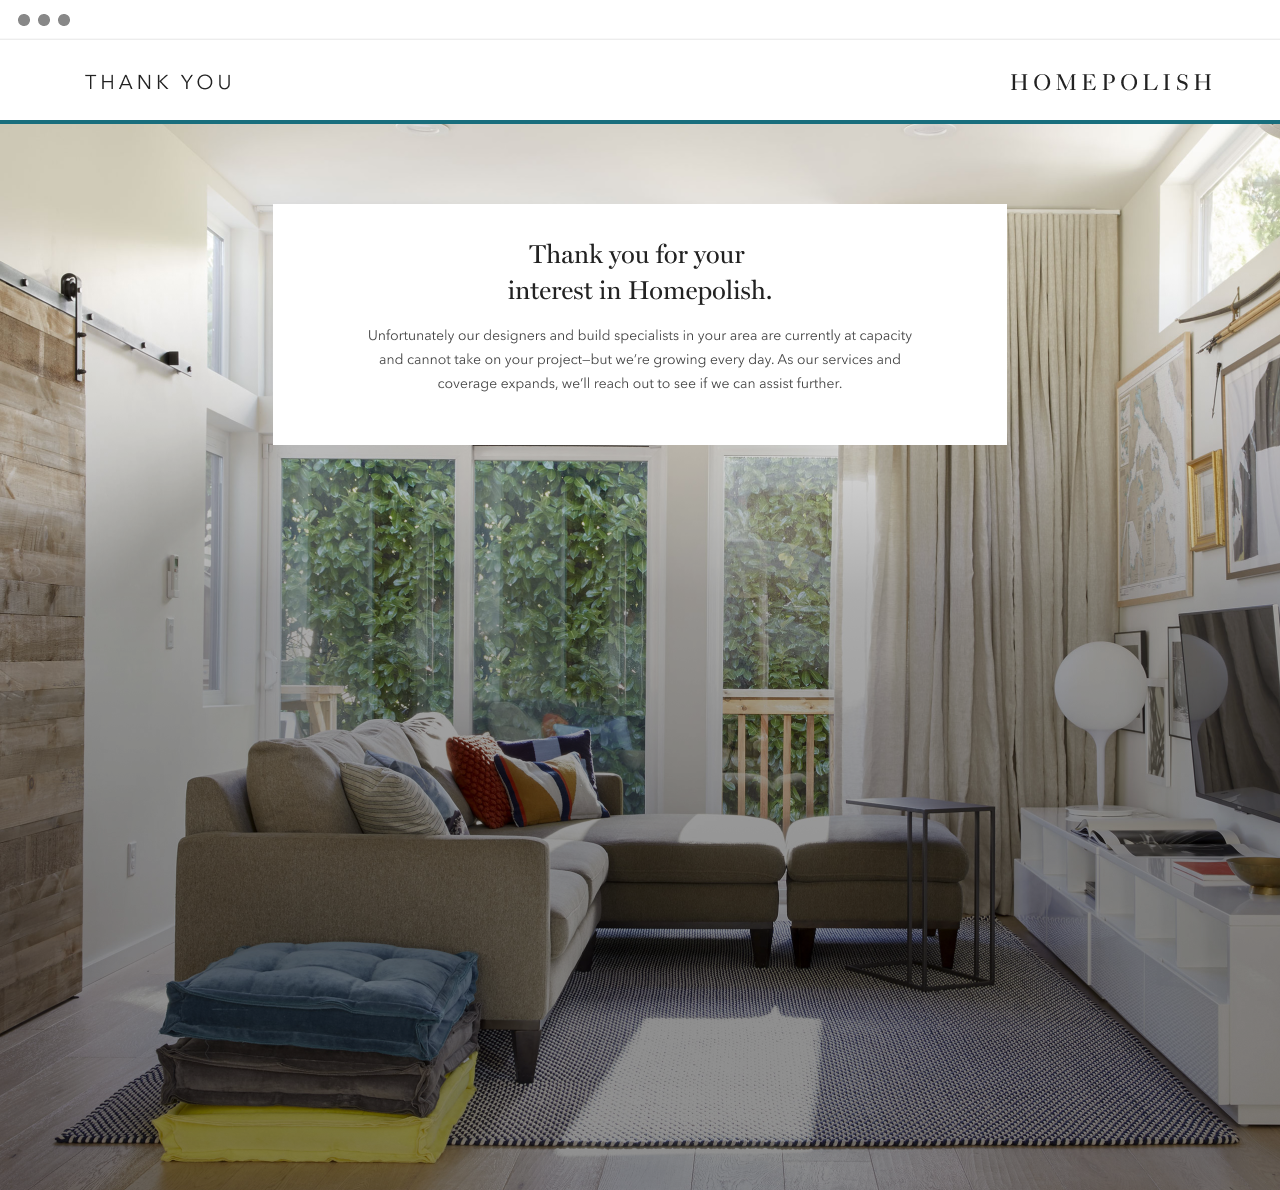 THANK YOU
HOMEPOLISH
Thank you for your
interest in Homepolish.
Unfortunately our designers and build specialists in your area are currently at capacity
and cannot take on your project—but we’re growing every day. As our services and
coverage expands, we’ll reach out to see if we can assist further.